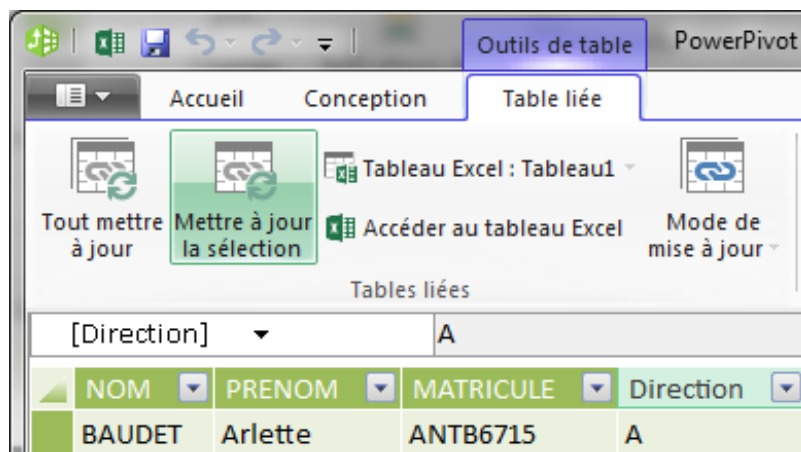 Outils de table PowerPivot
Accueil Conception Table liée
Tout mettre à jour
Mettre à jour la sélection
Tableau Excel : Tableau1
Accéder au tableau Excel
Mode de mise à jour
Tables liées
[Direction] A
NOM PRENOM MATRICULE Direction
BAUDET Arlette ANTB6715 A